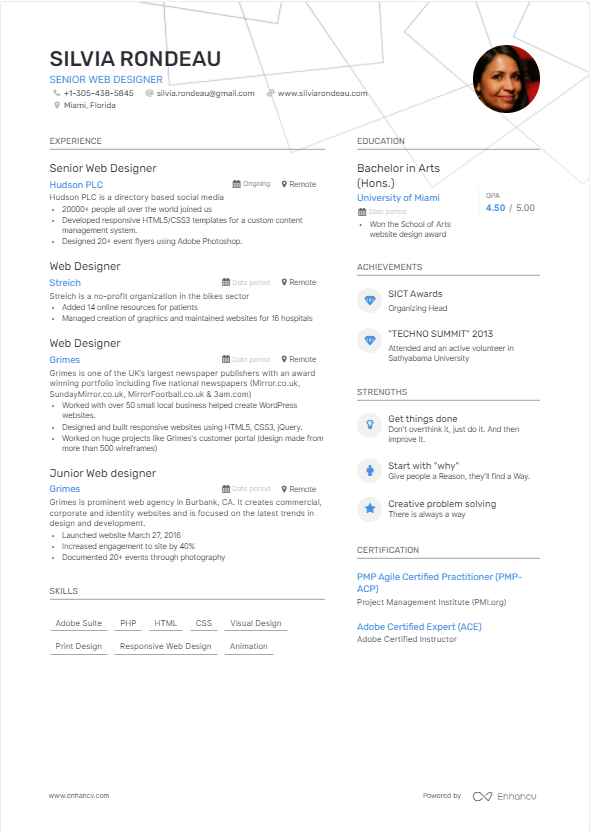 SILVIA RONDEAU
SENIOR WEB DESIGNER
+1-305-438-5845 silvia.rondeau@gmail.com www.silviarondeau.com
Miami, Florida
EXPERIENCE
Senior Web Designer
Hudson PLC Ongoing Remote
Hudson PLC is a directory based social media
• 20000+ people all over the world joined us
• Developed responsive HTML5/CSS3 templates for a custom content
management system.
• Designed 20+ event flyers using Adobe Photoshop.
Web Designer
Streich Date period Remote
Streich is a no-profit organization in the bikes sector
• Added 14 online resources for patients
• Managed creation of graphics and maintained websites for 16 hospitals
Web Designer
Grimes Date period Remote
Grimes is one of the UK's largest newspaper publishers with an award
winning portfolio including five national newspapers (Mirror.co.uk,
SundayMirror.co.uk, MirrorFootball.co.uk & 3am.com)
• Worked with over 50 small local business helped create WordPress
websites.
• Designed and built responsive websites using HTML5, CSS3, jQuery.
• Worked on huge projects like Grimes's customer portal (design made from
more than 500 wireframes)
Junior Web designer
Grimes Date period Remote
Grimes is prominent web agency in Burbank, CA. It creates commercial,
corporate and identity websites and is focused on the latest trends in
design and development.
• Launched website March 27, 2016
• Increased engagement to site by 40%
• Documented 20+ events through photography
SKILLS
Adobe Suite PHP HTML CSS Visual Design
Print Design Responsive Web Design Animation
EDUCATION
Bachelor in Arts
(Hons.)
University of Miami
Date period
• Won the School of Arts
website design award
GPA
4.50 / 5.00
ACHIEVEMENTS
SICT Awards
Organizing Head
"TECHNO SUMMIT" 2013
Attended and an active volunteer in
Sathyabama University
STRENGTHS
Get things done
Don't overthink it, just do it. And then
improve it.
Start with "why"
Give people a Reason, they'll find a Way.
Creative problem solving
There is always a way
CERTIFICATION
PMP Agile Certified Practitioner (PMP-
ACP)
Project Management Institute (PMI.org)
Adobe Certified Expert (ACE)
Adobe Certified Instructor
www.enhancv.com Powered by Enhancv